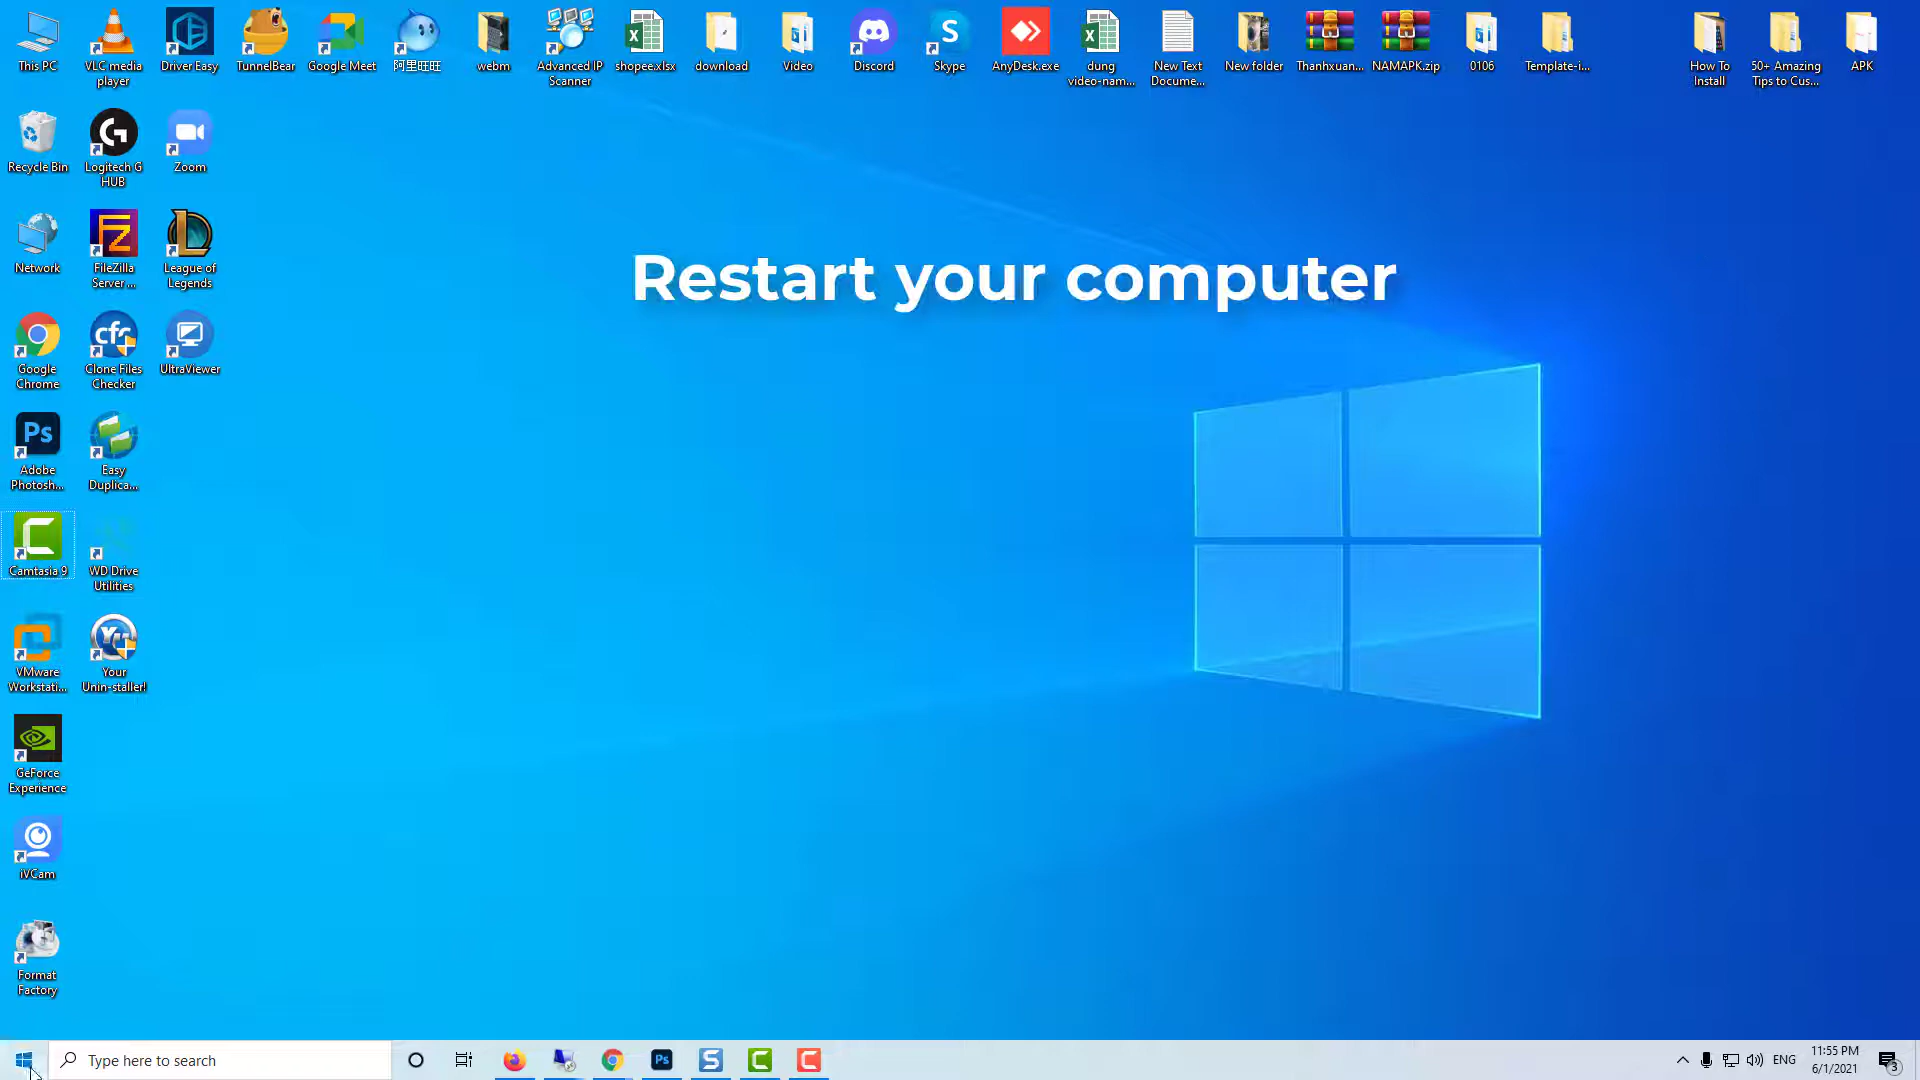 This PC
VLC media
player
Driver Easy
TunnelBear
Google Meet
阿里旺旺
webm
Advanced IP
Scanner
shopee.xlsx
download
Video
Discord
Skype
AnyDesk.exe
dung
video-nam...
New Text
Docume...
New folder
Thanhxuan...
NAMAPK.zip
0106
Template-i...
How To
Install
50+ Amazing
Tips to Cus...
APK
Recycle Bin
Logitech G
HUB
Zoom
Network
FileZilla
Server ...
League of
Legends
Restart your computer
Google
Chrome
cfc
Clone Files
Checker
UltraViewer
Ps
Adobe
Photosh...
Easy
Duplica...
Camtasia 9
WD Drive
Utilities
VMware
Workstati...
Your
Unin-staller!
GeForce
Experience
iVCam
Format
Factory
Type here to search
Ps
S
ENG
11:55 PM
6/1/2021
3